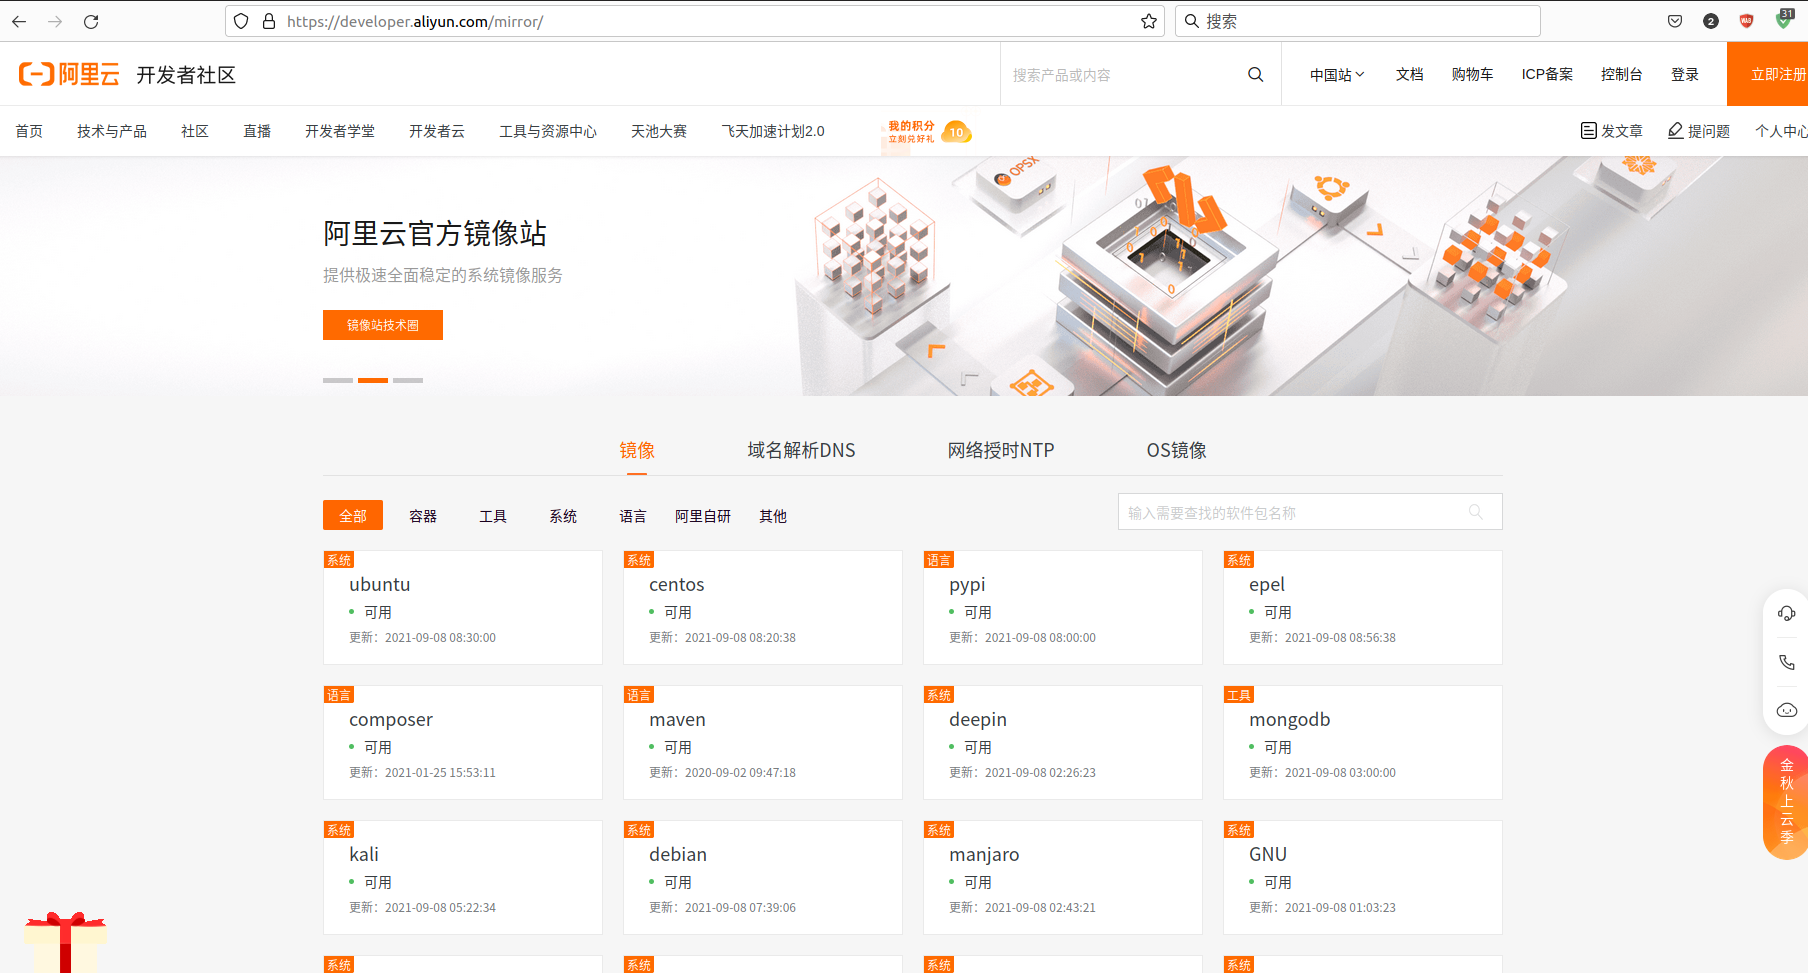 https://developer.aliyun.com/mirror/
搜索
2
31
阿里云 开发者社区
搜索产品或内容
中国站 文档 购物车 ICP备案 控制台 登录 立即注册
首页 技术与产品 社区 直播 开发者学堂 开发者云 工具与资源中心 天池大赛 飞天加速计划2.0
我的积分
立刻兑好礼
10
发文章 提问题 个人中心
OPSX
阿里云官方镜像站
提供极速全面稳定的系统镜像服务
镜像站技术圈
镜像 域名解析DNS 网络授时NTP OS镜像
全部 容器 工具 系统 语言 阿里自研 其他
输入需要查找的软件包名称
系统 系统 语言 系统
ubuntu centos pypi epel
可用 可用 可用 可用
更新：2021-09-08 08:30:00 更新：2021-09-08 08:20:38 更新：2021-09-08 08:00:00 更新：2021-09-08 08:56:38
语言 语言 系统 工具
composer maven deepin mongodb
可用 可用 可用 可用
更新：2021-01-25 15:53:11 更新：2020-09-02 09:47:18 更新：2021-09-08 02:26:23 更新：2021-09-08 03:00:00
系统 系统 系统 系统
kali debian manjaro GNU
可用 可用 可用 可用
更新：2021-09-08 05:22:34 更新：2021-09-08 07:39:06 更新：2021-09-08 02:43:21 更新：2021-09-08 01:03:23
系统 系统 系统 系统
金秋上云季